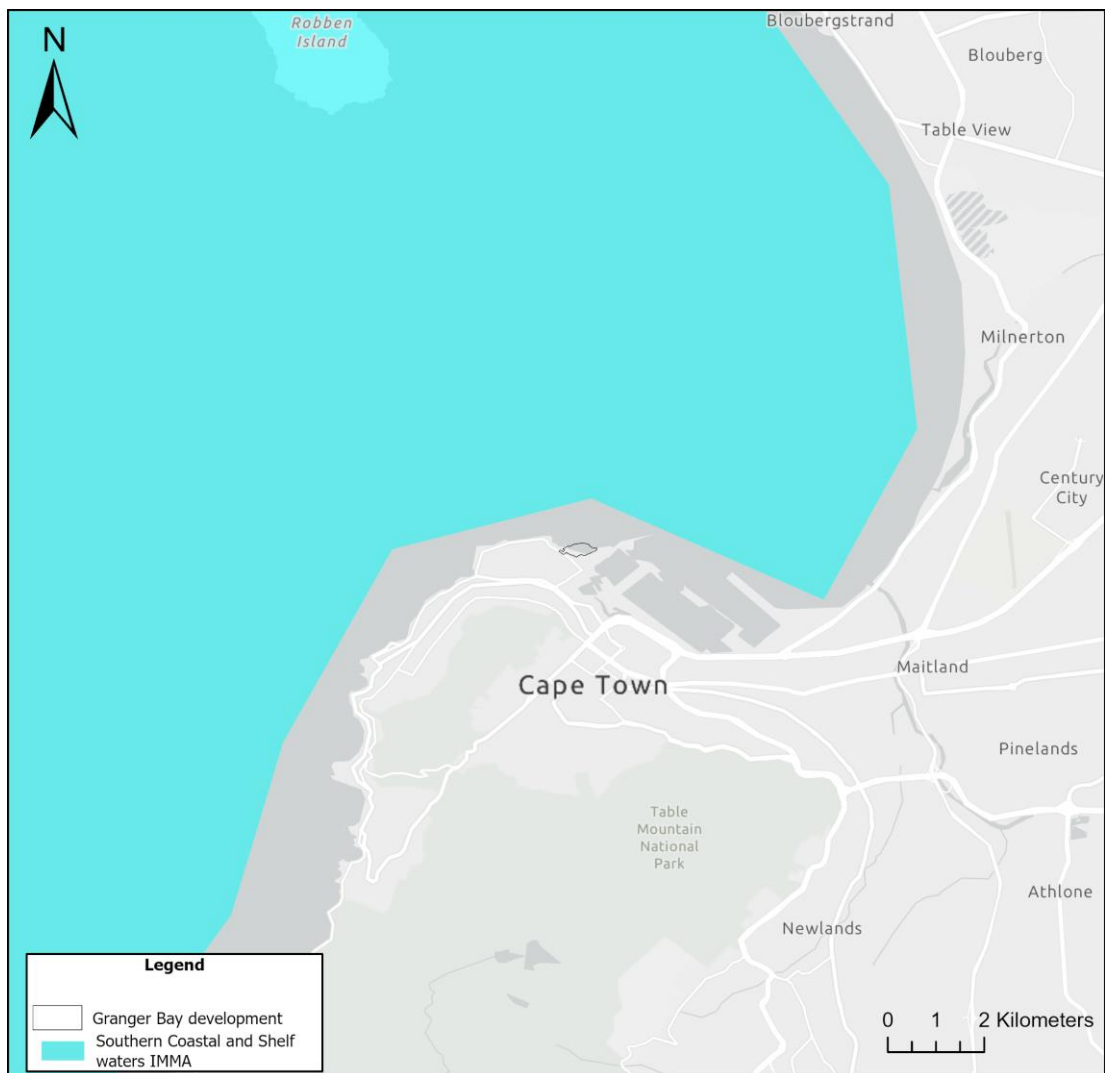 Robben
Island
N
Bloubergstrand
Blouberg
Table View
Milnerton
Century
City
Cape Town
Maitland
Pinelands
Table
Mountain
National
Park
Athlone
Newlands
Legend
Granger Bay development
Southern Coastal and Shelf
waters IMMA
0 1 2 Kilometers